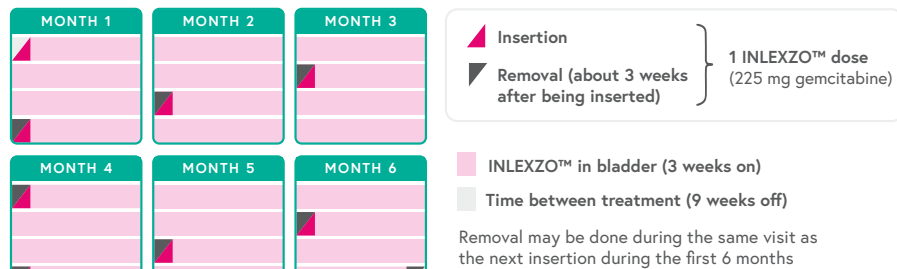 MONTH 1
MONTH 2
MONTH 3
Insertion
Removal (about 3 weeks
after being inserted)
1 INLEXZO™ dose
(225 mg gemcitabine)
MONTH 4
MONTH 5
MONTH 6
INLEXZO™ in bladder (3 weeks on)
Time between treatment (9 weeks off)
Removal may be done during the same visit as
the next insertion during the first 6 months